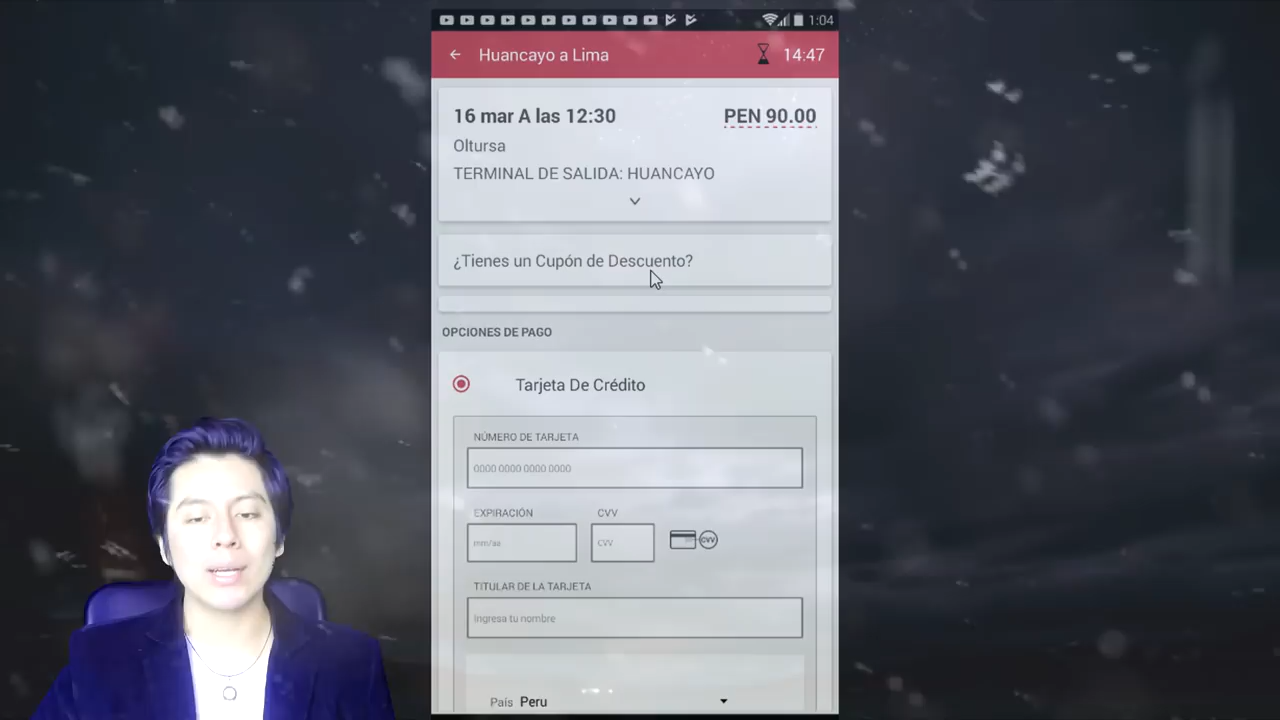 1:04
Huancayo a Lima
14:47
16 mar A las 12:30
PEN 90.00
Oltursa
TERMINAL DE SALIDA: HUANCAYO
¿Tienes un Cupón de Descuento?
OPCIONES DE PAGO
Tarjeta De Crédito
NÚMERO DE TARJETA
0000 0000 0000 0000
EXPIRACIÓN
CVV
mm/aa
CVV
CVV
TITULAR DE LA TARJETA
Ingresa tu nombre
País Peru